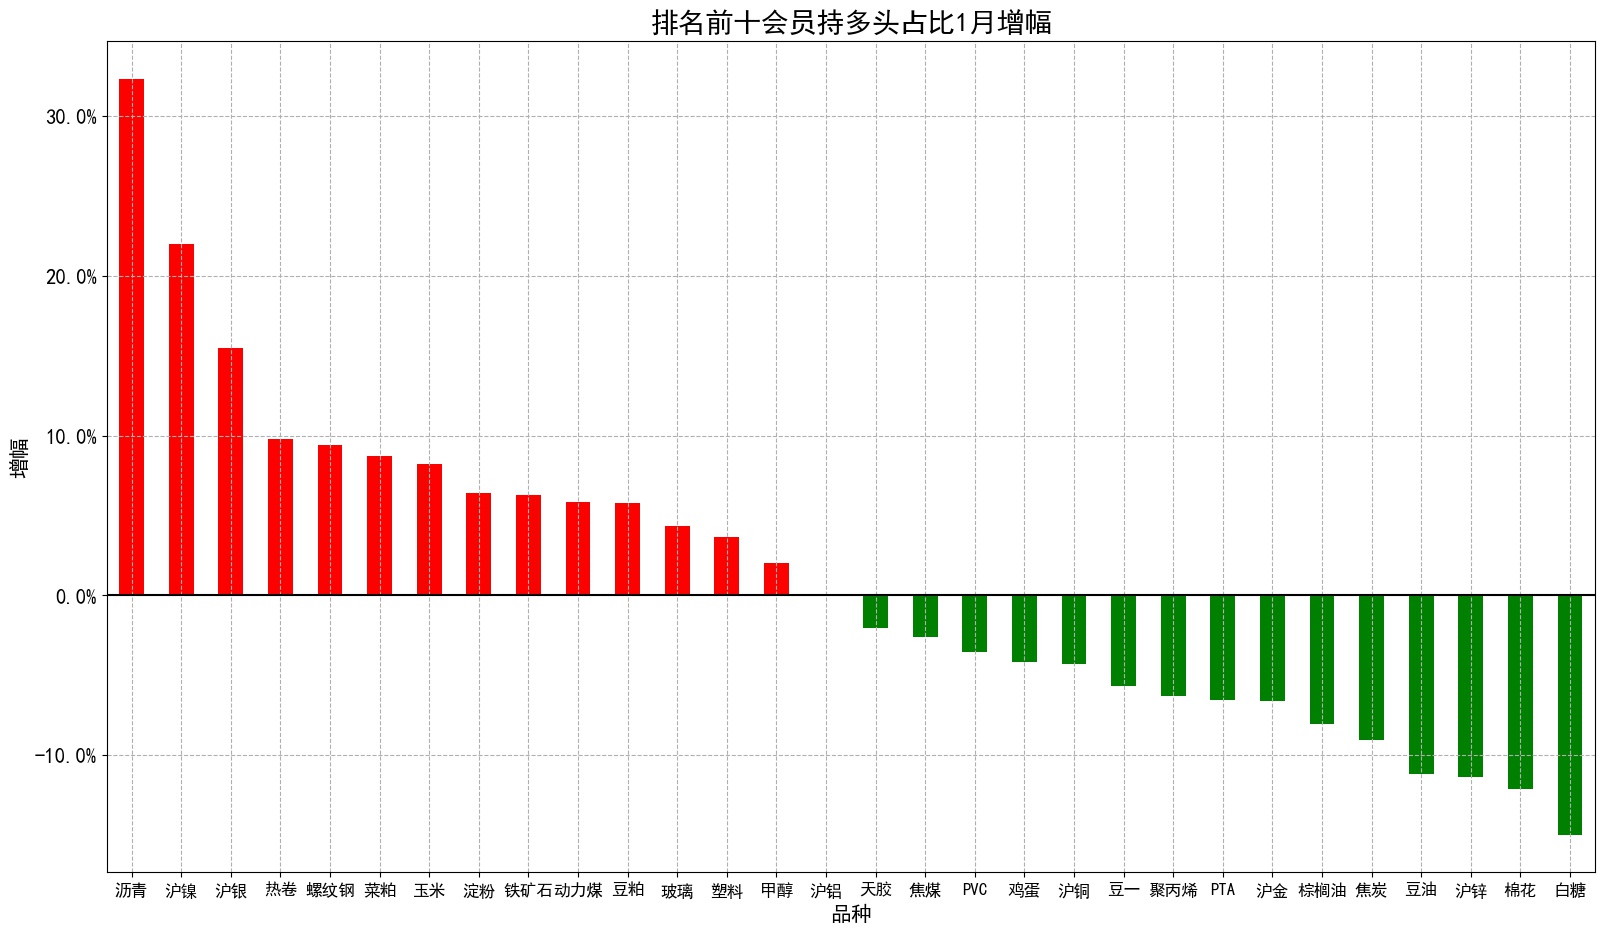 排名前十会员持多头占比1月增幅
30.0%
20.0%
10.0%
0.0%
-10.0%
增幅
沥青 沪镍 沪银 热卷 螺纹钢 菜粕 玉米 淀粉 铁矿石 动力煤 豆粕 玻璃 塑料 甲醇 沪铝 天胶 焦煤 PVC 鸡蛋 沪铜 豆一 聚丙烯 PTA 沪金 棕榈油 焦炭 豆油 沪锌 棉花 白糖
品种